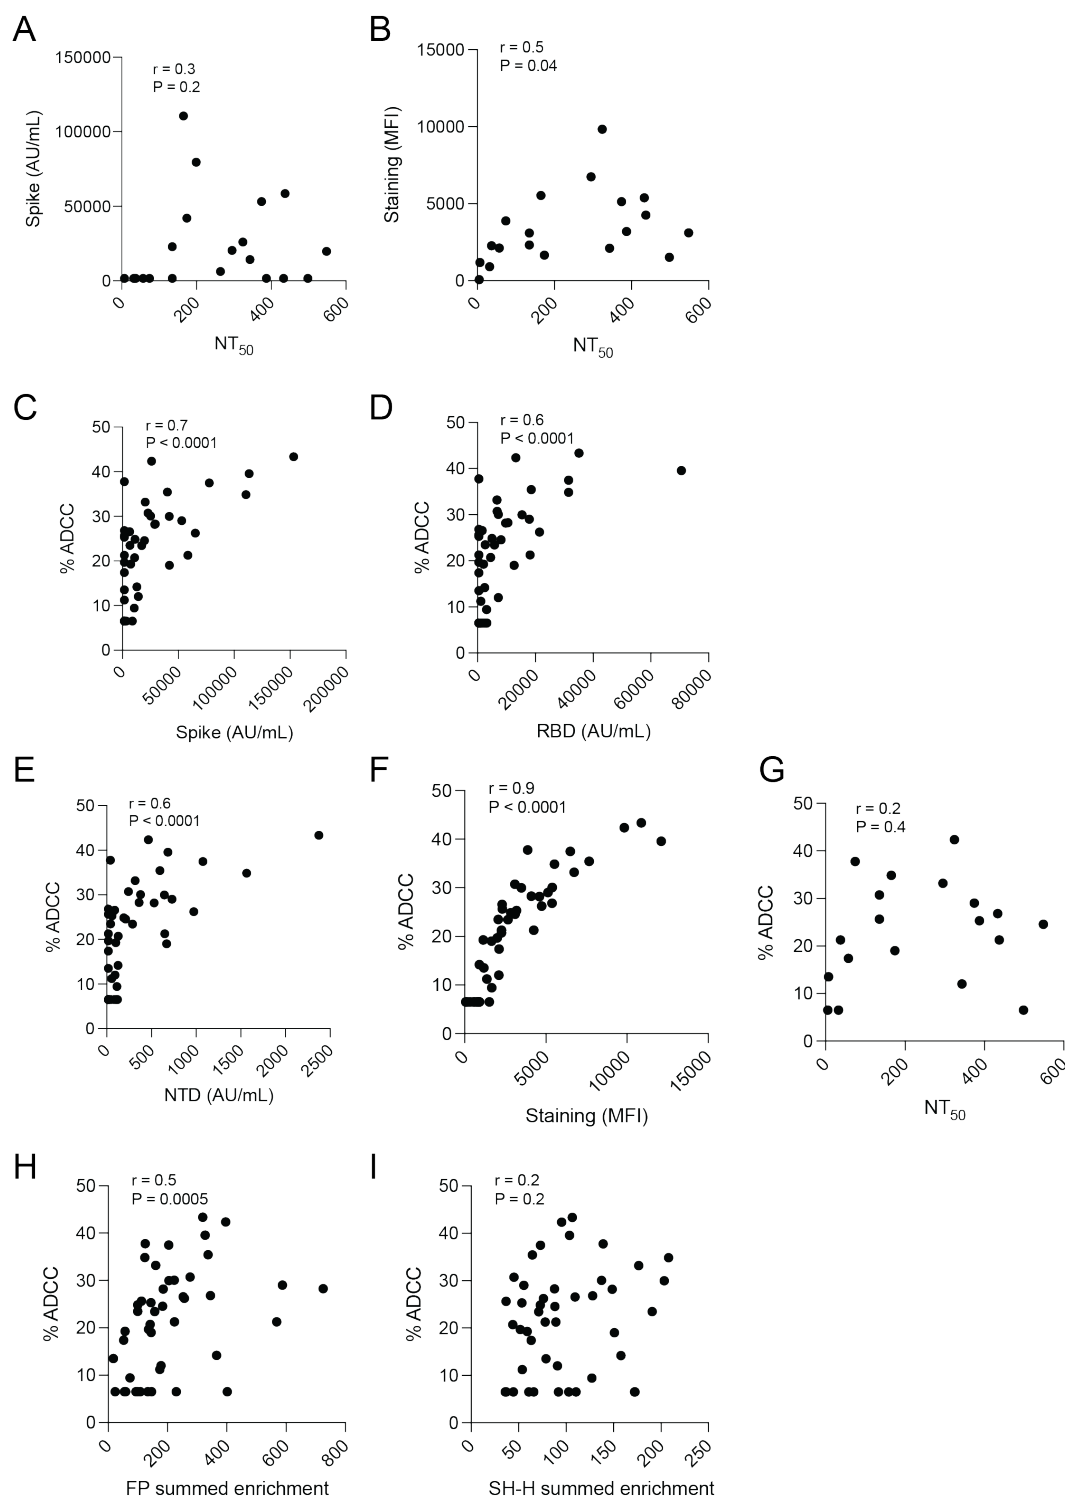 A
r = 0.3
P = 0.2
Spike (AU/mL)
150000
100000
50000
0
0
200
400
600
NT50
B
r = 0.5
P = 0.04
Staining (MFI)
15000
10000
5000
0
0
200
400
600
NT50
C
r = 0.7
P < 0.0001
% ADCC
50
40
30
20
10
0
0
50000
100000
150000
200000
Spike (AU/mL)
D
r = 0.6
P < 0.0001
% ADCC
50
40
30
20
10
0
0
20000
40000
60000
80000
RBD (AU/mL)
E
r = 0.6
P < 0.0001
% ADCC
50
40
30
20
10
0
0
500
1000
1500
2000
2500
NTD (AU/mL)
F
r = 0.9
P < 0.0001
% ADCC
50
40
30
20
10
0
0
5000
10000
15000
Staining (MFI)
G
r = 0.2
P = 0.4
% ADCC
50
40
30
20
10
0
0
200
400
600
NT50
H
r = 0.5
P = 0.0005
% ADCC
50
40
30
20
10
0
0
200
400
600
800
FP summed enrichment
I
r = 0.2
P = 0.2
% ADCC
50
40
30
20
10
0
0
50
100
150
200
250
SH-H summed enrichment